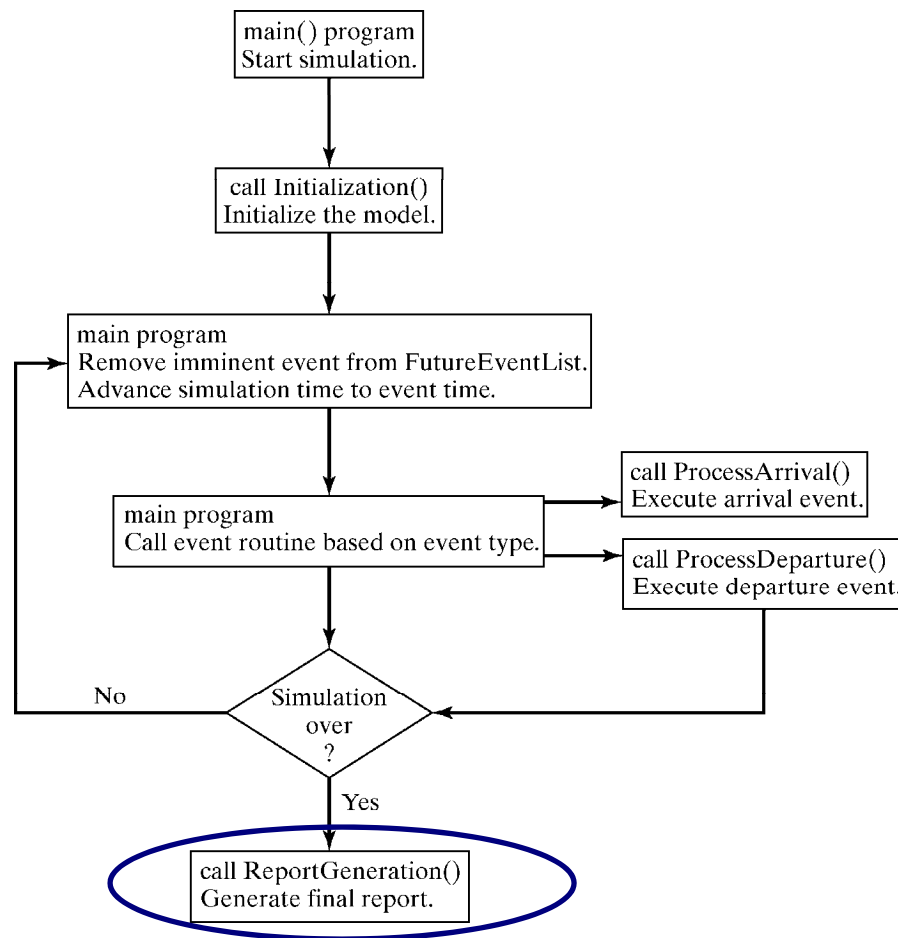 main() program
Start simulation.
call Initialization()
Initialize the model.
main program
Remove imminent event from FutureEventList.
Advance simulation time to event time.
main program
Call event routine based on event type.
call ProcessArrival()
Execute arrival event.
call ProcessDeparture()
Execute departure event.
No
Simulation
over
?
Yes
call ReportGeneration()
Generate final report.